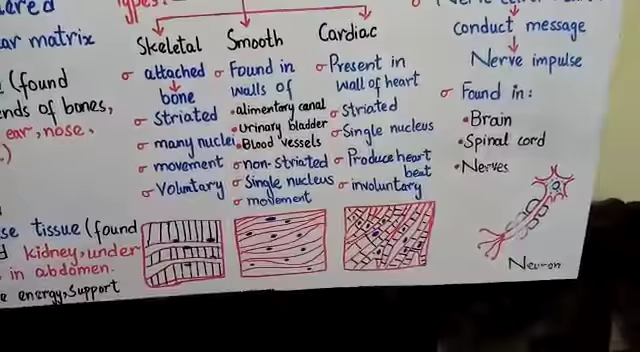 Types:
Skeletal
attached
bone
Striated
many nuclei
movement
Voluntary
Smooth
Found in
walls of
•alimentary canal
•Urinary bladder
•Blood vessels
non-striated
Single nucleus
movement
Cardiac
Present in
wall of heart
Striated
Single nucleus
Produce heart
beat
involuntary
conduct message
Nerve impulse
Found in:
•Brain
•Spinal cord
•Nerves
Neuron
matrix
(found
ends of bones,
ear, nose,
.)
tissue (found
kidney, under
in abdomen.
energy, support